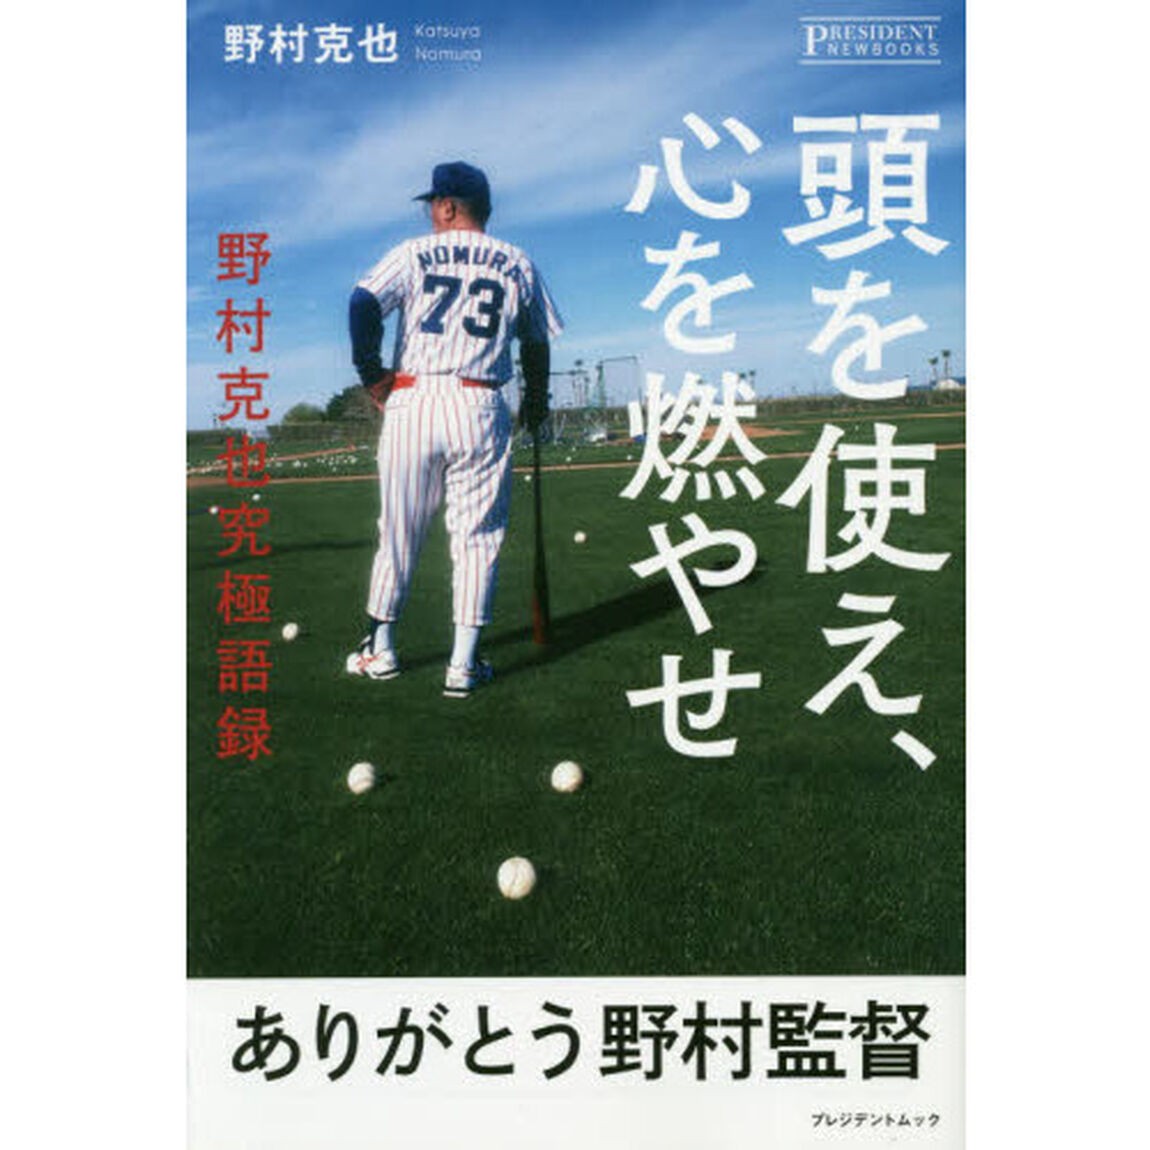 野村克也
Katsuya
Nomura
PRESIDENT
NEWBOOKS
頭を使え、
心を燃やせ
野村克也究極語録
NOMURA
73
ありがとう野村監督
プレジデントムック